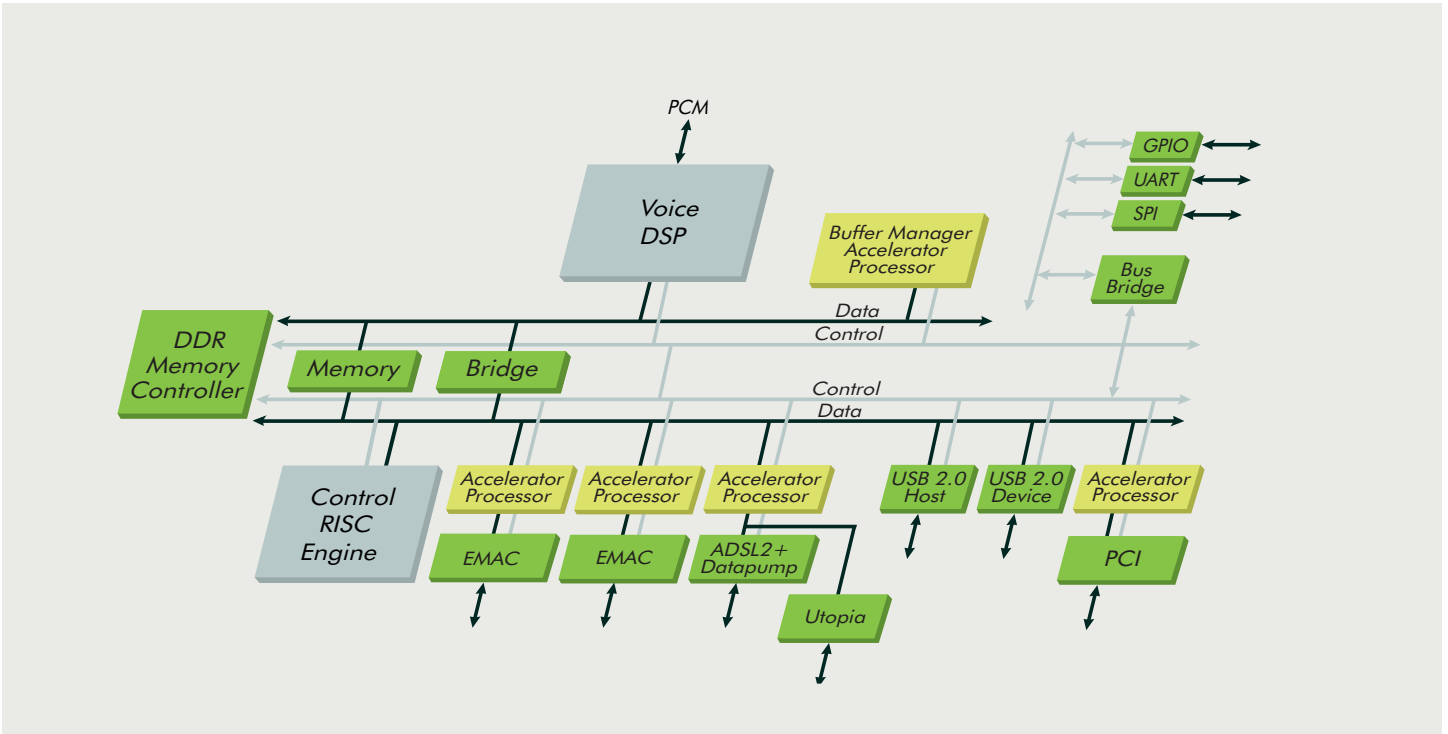 PCM
Voice
DSP
Buffer Manager
Accelerator
Processor
GPIO
UART
SPI
Bus
Bridge
DDR
Memory
Controller
Data
Control
Memory
Bridge
Control
Data
Control
RISC
Engine
Accelerator
Processor
Accelerator
Processor
Accelerator
Processor
USB 2.0
Host
USB 2.0
Device
Accelerator
Processor
EMAC
EMAC
ADSL2+
Datapump
PCI
Utopia